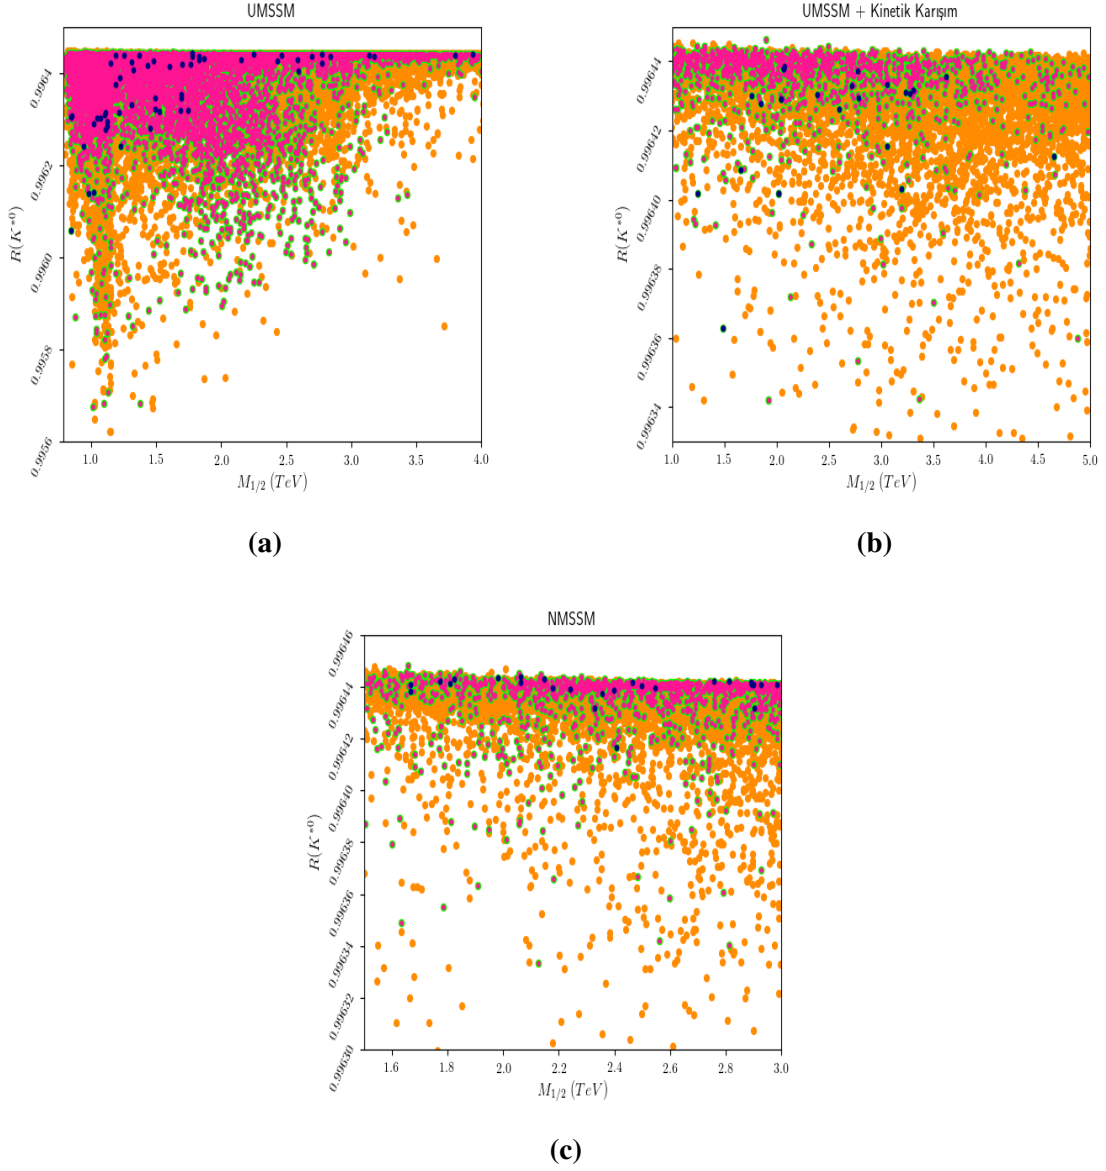 UMSSM
0.9964
0.9962
0.9960
0.9958
0.9956
R(K*0)
1.0 1.5 2.0 2.5 3.0 3.5 4.0
M1/2 (TeV)
(a)
UMSSM + Kinetik Karışım
0.99644
0.99642
0.99640
0.99638
0.99636
0.99634
R(K*0)
1.0 1.5 2.0 2.5 3.0 3.5 4.0 4.5 5.0
M1/2 (TeV)
(b)
NMSSM
0.99646
0.99644
0.99642
0.99640
0.99638
0.99636
0.99634
0.99632
0.99630
R(K*0)
1.6 1.8 2.0 2.2 2.4 2.6 2.8 3.0
M1/2 (TeV)
(c)